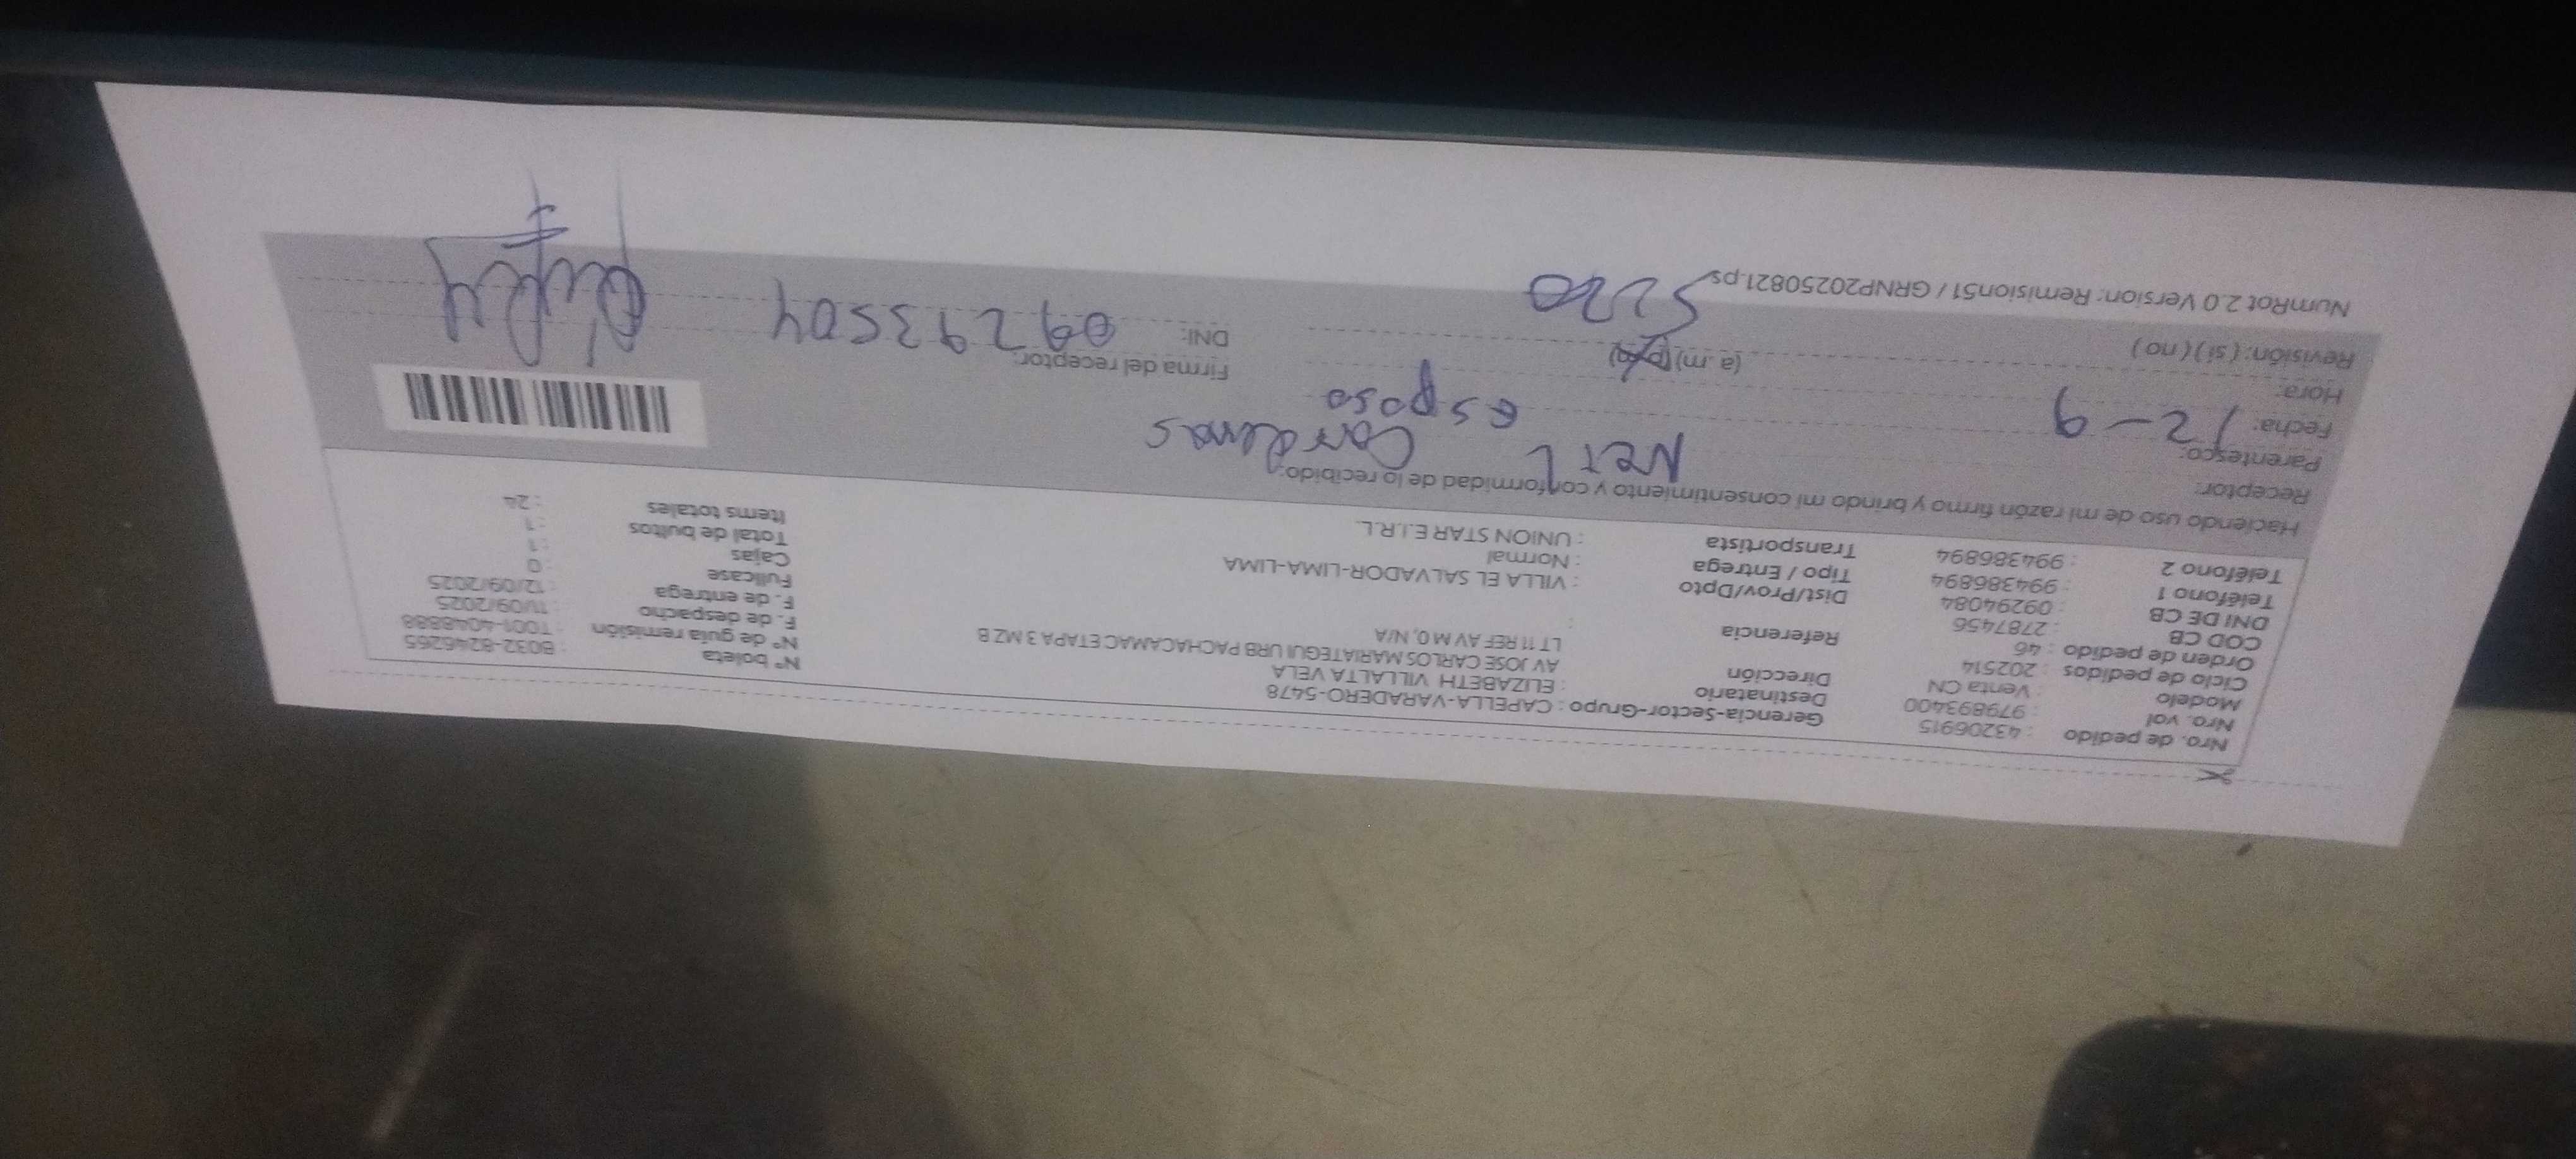 Nro. de pedido : 43206915 Gerencia-Sector-Grupo : CAPELLA-VARADERO-5478 N° boleta : B032-8246265
Nro. val : 979893400 Destinatario : ELIZABETH VILLALTA VELA N° de guía remisión : T001-4048888
Modelo : Venta CN Dirección : AV JOSE CARLOS MARIATEGUI URB PACHACAMAC ETAPA 3 MZ B F. de despacho : 11/09/2025
Ciclo de pedidos : 202514 LT 11 REF AV M 0, N/A F. de entrega : 12/09/2025
Orden de pedido : 46 Referencia : Fullcase : 0
COD CB : 2787456 Dist/Prov/Dpto : VILLA EL SALVADOR-LIMA-LIMA Cajas : 1
DNI DE CB : 09294084 Tipo / Entrega : Normal Total de bultos : 1
Teléfono 1 : 994386894 Transportista : UNION STAR E.I.R.L. Items totales : 24
Teléfono 2 : 994386894
Haciendo uso de mi razón firmo y brindo mi consentimiento y conformidad de lo recibido:
Receptor: Cardenas
Parentesco: esposo
Fecha: 12-9 Firma del receptor:
Hora: (a.m) DNI: 09293504
Revisión: (si) (no)
NumRot 2.0 Version: Remision51 / GRNP20250821.ps